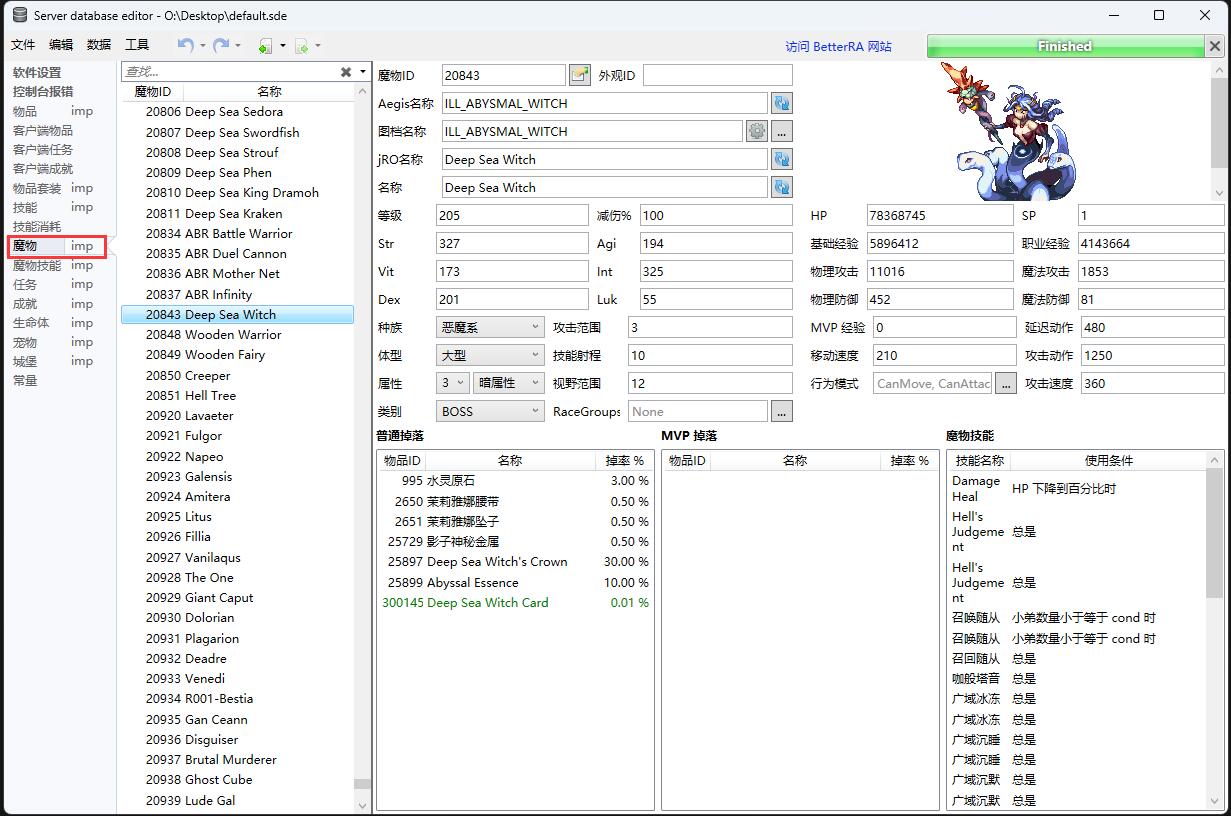 Server database editor - O:\Desktop\default.sde
文件 编辑 数据 工具
访问 BetterRA 网站
Finished
软件设置
控制台报错
物品 imp
客户端物品
客户端任务
客户端成就
物品套装 imp
技能 imp
技能消耗
魔物 imp
魔物技能 imp
任务 imp
成就 imp
生命体 imp
宠物 imp
城堡 imp
常量
查找...
魔物ID 名称
20806 Deep Sea Sedora
20807 Deep Sea Swordfish
20808 Deep Sea Strouf
20809 Deep Sea Phen
20810 Deep Sea King Dramoh
20811 Deep Sea Kraken
20834 ABR Battle Warrior
20835 ABR Duel Cannon
20836 ABR Mother Net
20837 ABR Infinity
20843 Deep Sea Witch
20848 Wooden Warrior
20849 Wooden Fairy
20850 Creeper
20851 Hell Tree
20920 Lavaeter
20921 Fulgor
20922 Napeo
20923 Galensis
20924 Amitera
20925 Litus
20926 Fillia
20927 Vanilaqus
20928 The One
20929 Giant Caput
20930 Dolorian
20931 Plagarion
20932 Deadre
20933 Venedi
20934 R001-Bestia
20935 Gan Ceann
20936 Disguiser
20937 Brutal Murderer
20938 Ghost Cube
20939 Lude Gal
魔物ID 20843 外观ID
Aegis名称 ILL_ABYSMAL_WITCH
图档名称 ILL_ABYSMAL_WITCH ...
jRO名称 Deep Sea Witch
名称 Deep Sea Witch
等级 205 减伤% 100 HP 78368745 SP 1
Str 327 Agi 194 基础经验 5896412 职业经验 4143664
Vit 173 Int 325 物理攻击 11016 魔法攻击 1853
Dex 201 Luk 55 物理防御 452 魔法防御 81
种族 恶魔系 攻击范围 3 MVP 经验 0 延迟动作 480
体型 大型 技能射程 10 移动速度 210 攻击动作 1250
属性 3 暗属性 视野范围 12 行为模式 CanMove, CanAttac ... 攻击速度 360
类别 BOSS RaceGroups None ...
普通掉落
物品ID 名称 掉率 %
995 水灵原石 3.00 %
2650 茉莉雅娜腰带 0.50 %
2651 茉莉雅娜坠子 0.50 %
25729 影子神秘金属 0.50 %
25897 Deep Sea Witch's Crown 30.00 %
25899 Abyssal Essence 10.00 %
300145 Deep Sea Witch Card 0.01 %
MVP 掉落
物品ID 名称 掉率 %
魔物技能
技能名称 使用条件
Damage
Heal HP 下降到百分比时
Hell's
Judgeme
nt 总是
Hell's
Judgeme
nt 总是
召唤随从 小弟数量小于等于 cond 时
召唤随从 小弟数量小于等于 cond 时
召回随从 总是
咖般塔音 总是
广域冰冻 总是
广域冰冻 总是
广域沉睡 总是
广域沉睡 总是
广域沉默 总是
广域沉默 总是